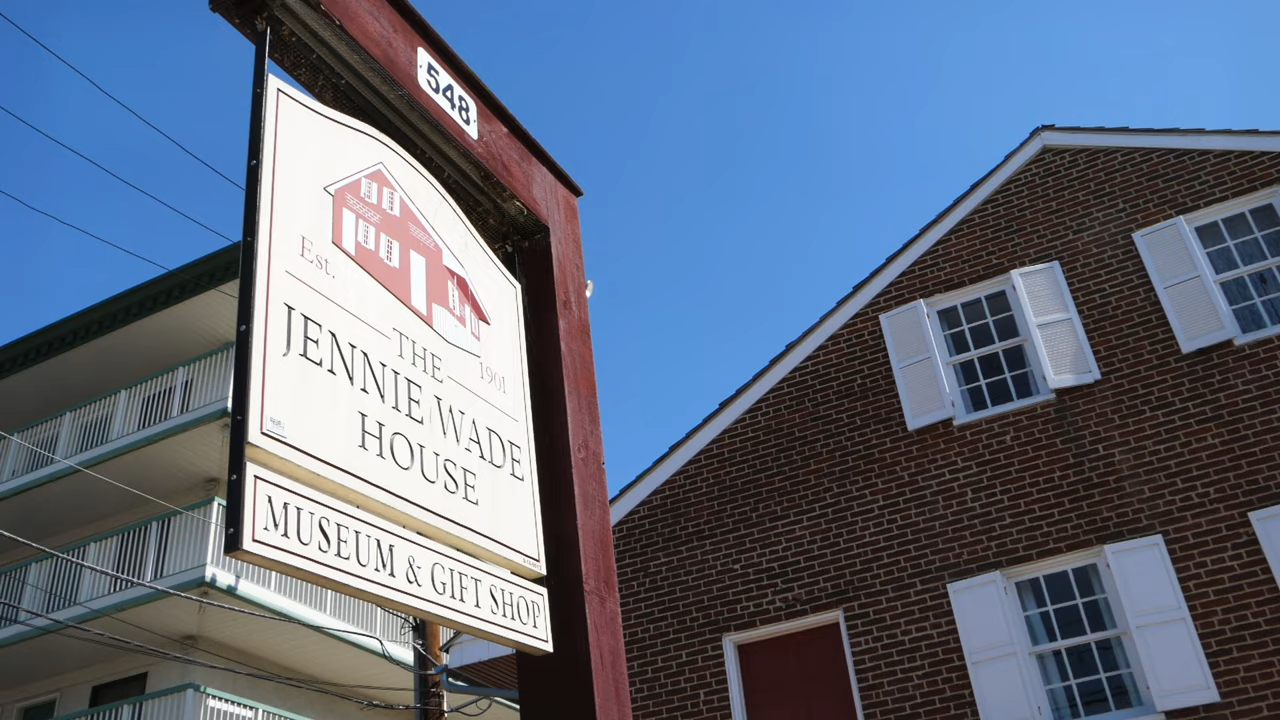 548
Est.
1901
THE
JENNIE WADE
HOUSE
MUSEUM & GIFT SHOP